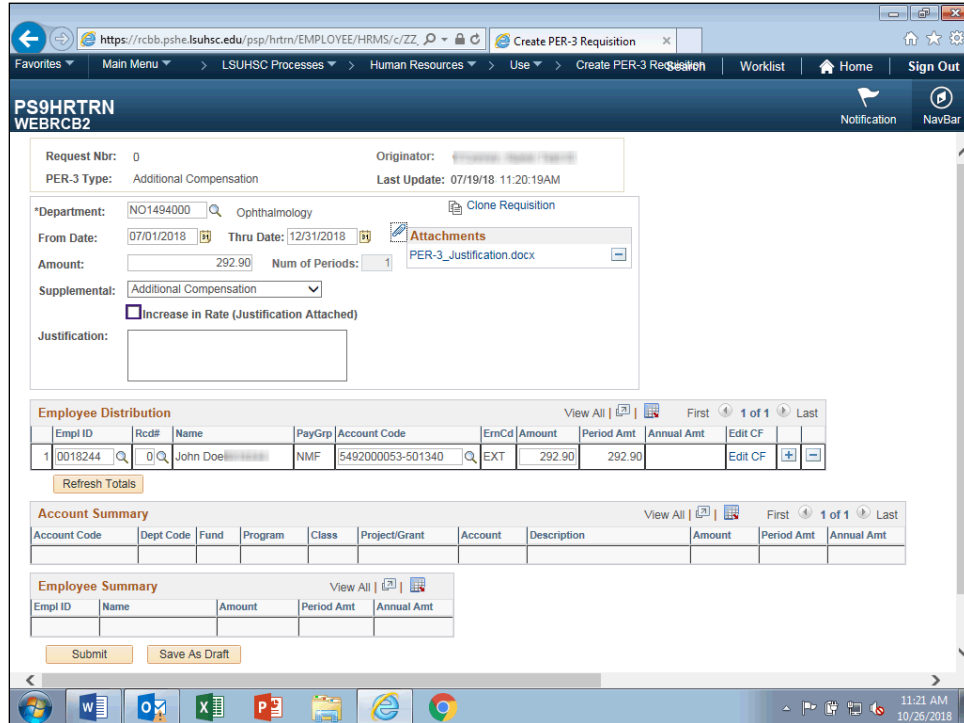 https://rcbb.pshe.lsuhsc.edu/psp/hrtrn/EMPLOYEE/HRMS/c/ZZ_
Create PER-3 Requisition
Favorites Main Menu > LSUHSC Processes > Human Resources > Use > Create PER-3 Requisition Search Worklist Home Sign Out
PS9HRTRN
WEBRCB2
Notification NavBar
Request Nbr: 0 Originator:
PER-3 Type: Additional Compensation Last Update: 07/19/18 11:20:19AM
*Department: NO1494000 Ophthalmology Clone Requisition
From Date: 07/01/2018 Thru Date: 12/31/2018 Attachments
PER-3_Justification.docx
Amount: 292.90 Num of Periods: 1
Supplemental: Additional Compensation
Increase in Rate (Justification Attached)
Justification:
Employee Distribution View All | | First 1 of 1 Last
Empl ID Rcd# Name PayGrp Account Code ErnCd Amount Period Amt Annual Amt Edit CF
1 0018244 0 John Doe NMF 5492000053-501340 EXT 292.90 292.90 Edit CF
Refresh Totals
Account Summary View All | | First 1 of 1 Last
Account Code Dept Code Fund Program Class Project/Grant Account Description Amount Period Amt Annual Amt
Employee Summary View All | |
Empl ID Name Amount Period Amt Annual Amt
Submit Save As Draft
11:21 AM
10/26/2018